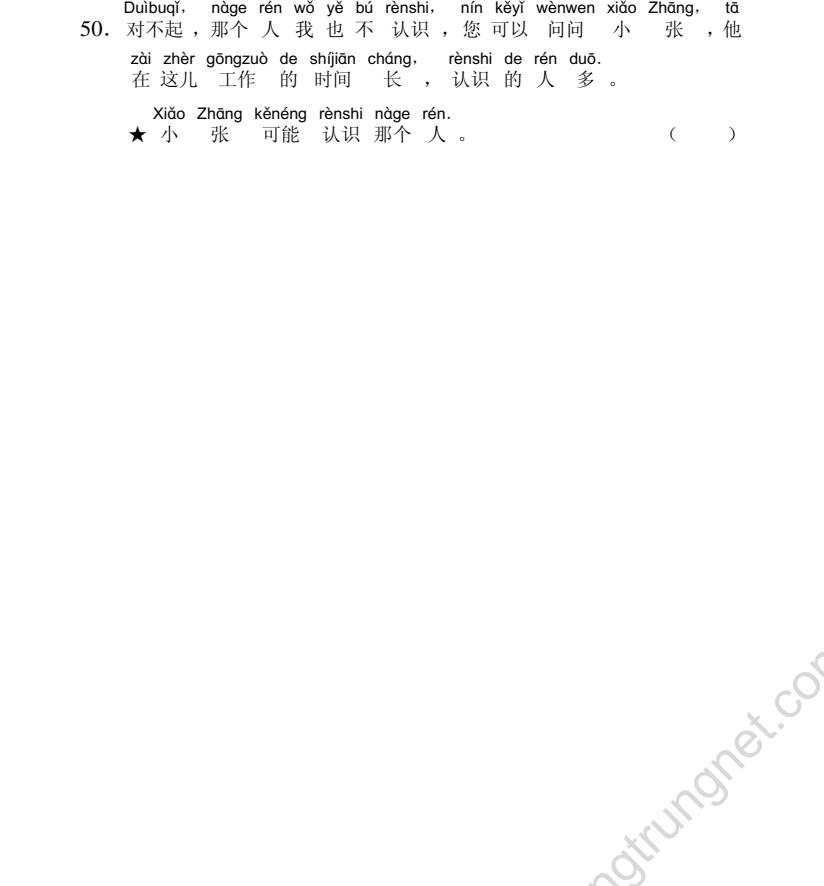 Duìbuqǐ, nàge rén wǒ yě bú rènshi, nín kěyǐ wènwen xiǎo Zhāng, tā
50. 对不起，那个人我也不认识，您可以问问小张，他
zài zhèr gōngzuò de shíjiān cháng, rènshi de rén duō.
在这儿工作的时间长，认识的人多。
Xiǎo Zhāng kěnéng rènshi nàge rén.
★ 小张可能认识那个人。（ ）